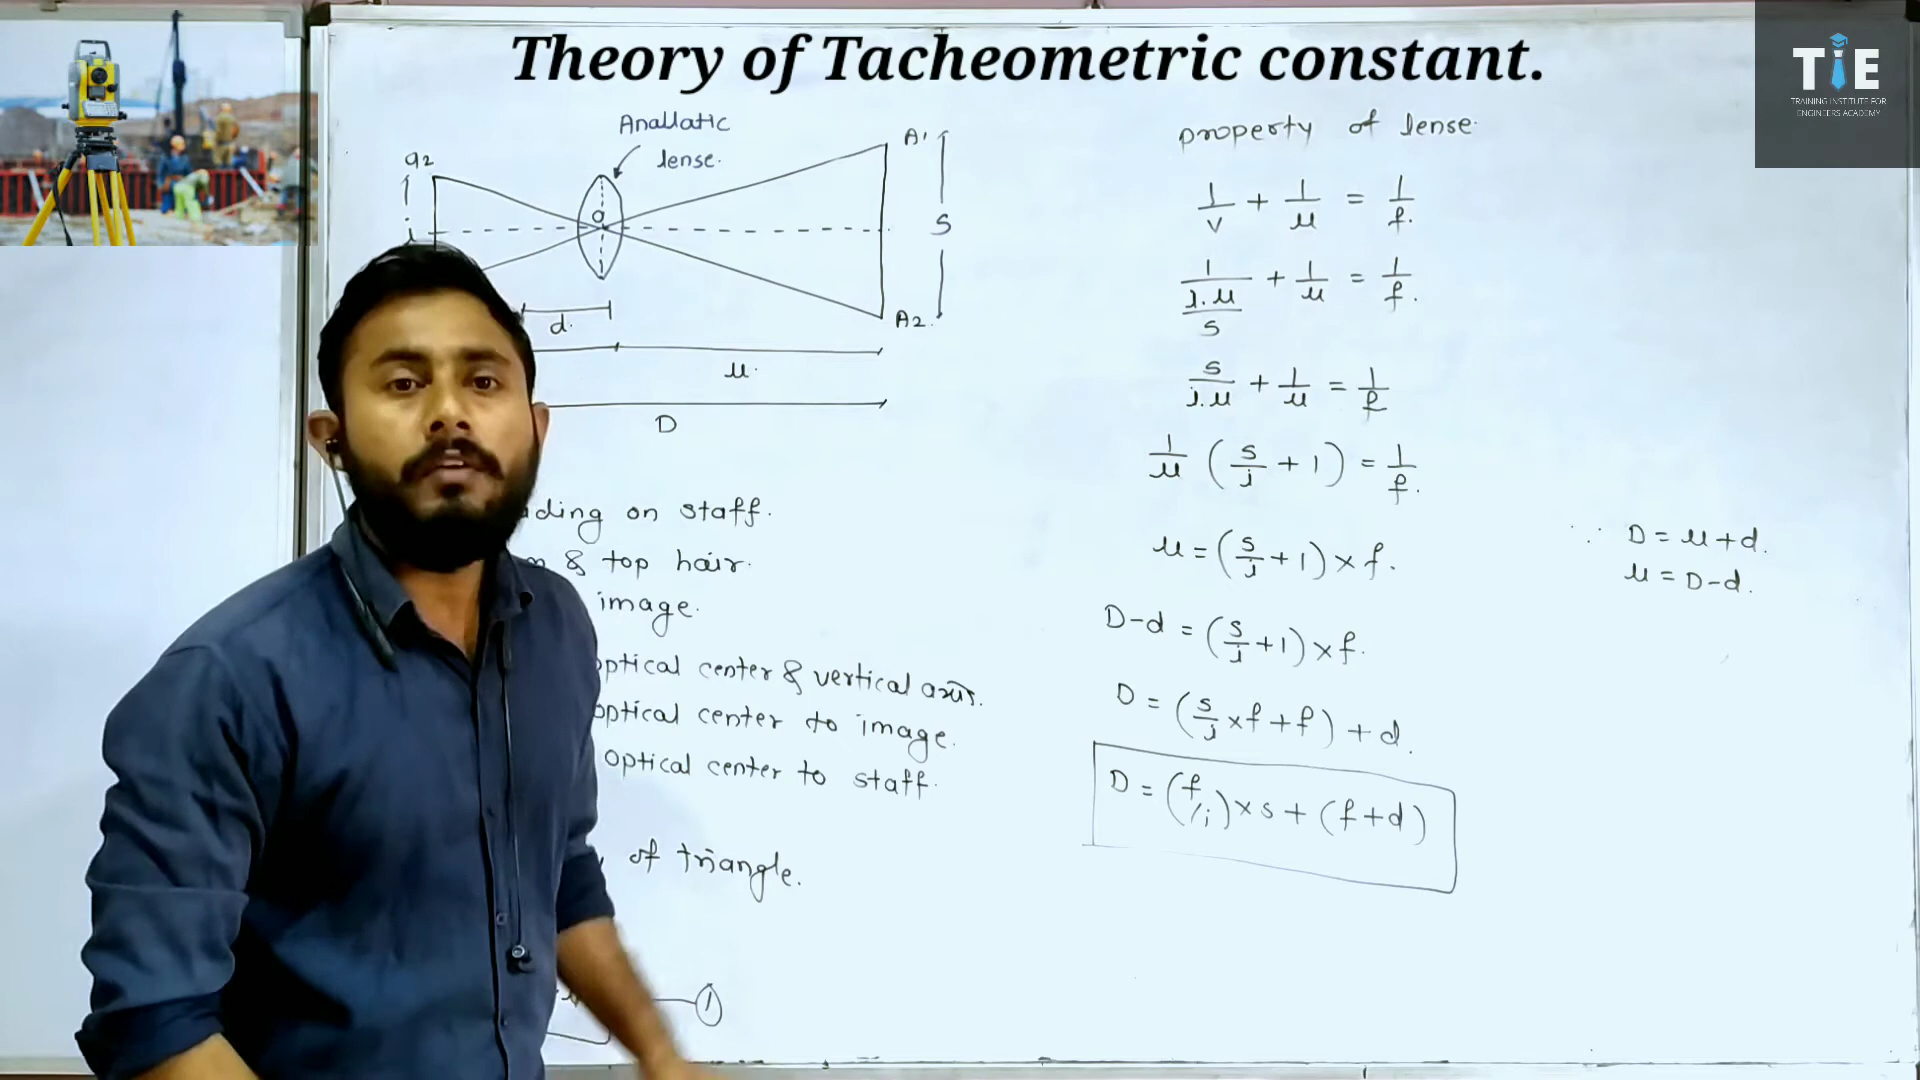 Theory of Tacheometric constant.
TiE
TRAINING INSTITUTE FOR
ENGINEERS ACADEMY
Anallatic
lense.
a2
A'
i
o
S
A2.
d.
u.
D
on staff.
& top hair.
image.
optical center & vertical axis.
optical center to image.
optical center to staff.
of triangle.
1
property of lense.
1/v + 1/u = 1/f.
1/(i.u/s) + 1/u = 1/f.
s/i.u + 1/u = 1/f
1/u (s/i + 1) = 1/f.
u = (s/i + 1) × f.
∵ D = u + d.
u = D - d.
D - d = (s/i + 1) × f.
D = (s/i × f + f) + d.
D = (f/i) × s + (f + d)